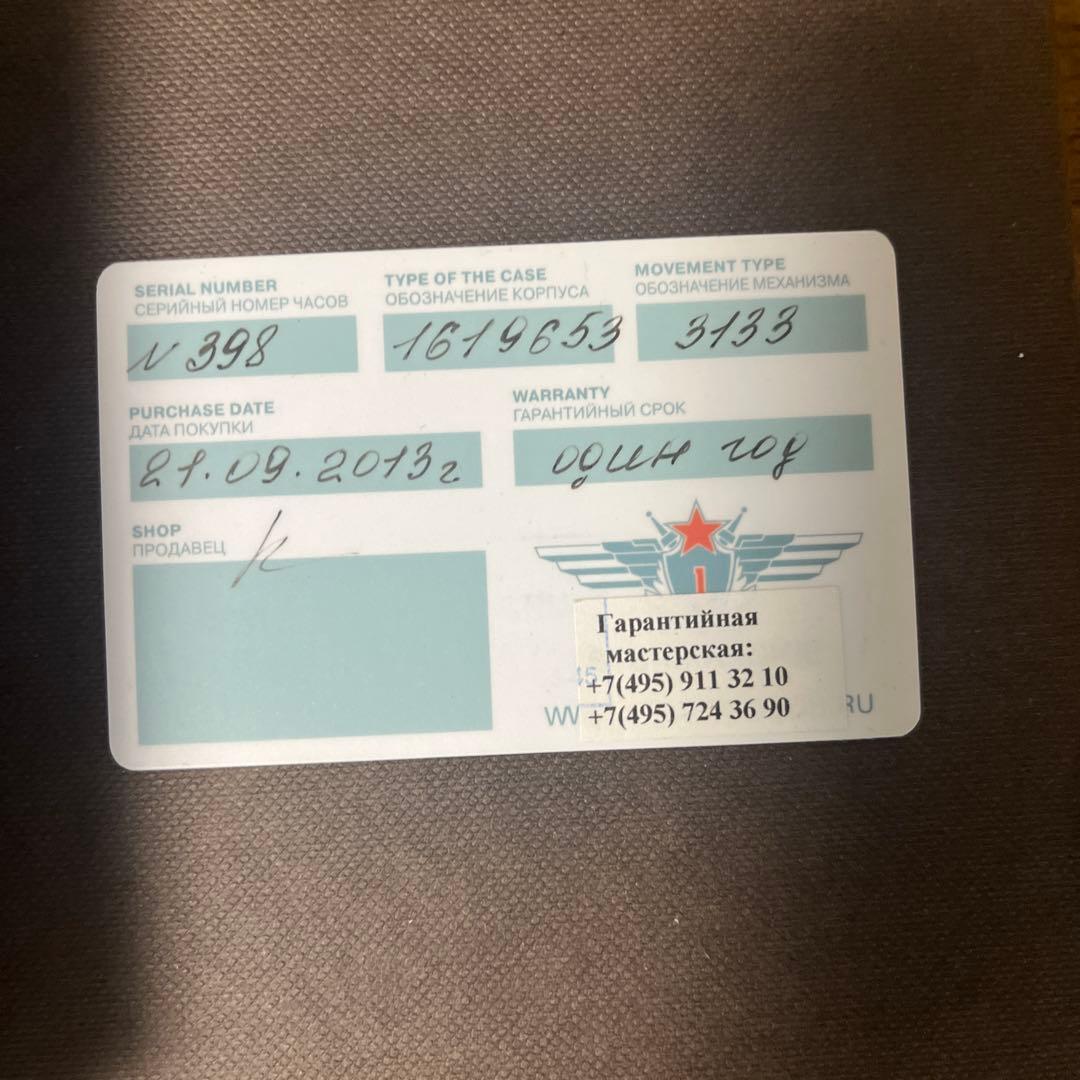 SERIAL NUMBER
СЕРИЙНЫЙ НОМЕР ЧАСОВ
N 398
TYPE OF THE CASE
ОБОЗНАЧЕНИЕ КОРПУСА
1619653
MOVEMENT TYPE
ОБОЗНАЧЕНИЕ МЕХАНИЗМА
3133
PURCHASE DATE
ДАТА ПОКУПКИ
21.09.2013г.
WARRANTY
ГАРАНТИЙНЫЙ СРОК
один год
SHOP
ПРОДАВЕЦ
1
Гарантийная
мастерская:
+7(495) 911 32 10
+7(495) 724 36 90
RU